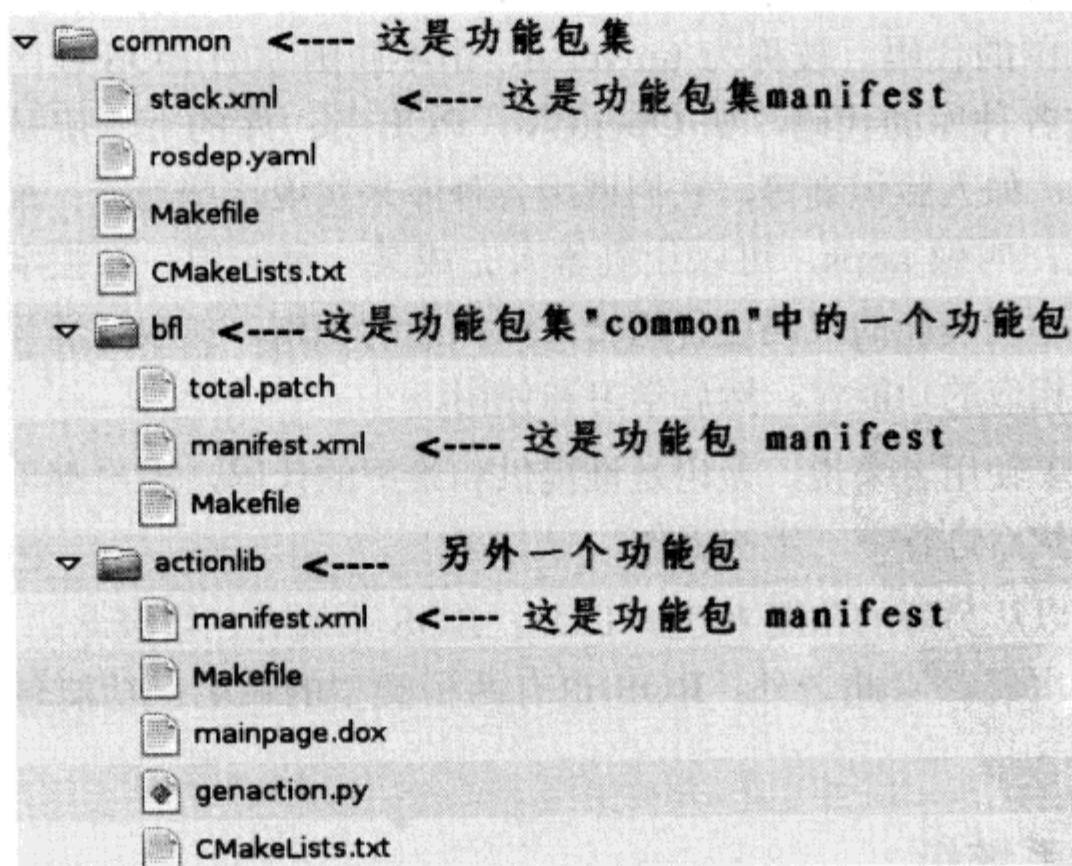 common <---- 这是功能包集
stack.xml <---- 这是功能包集manifest
rosdep.yaml
Makefile
CMakeLists.txt
bfl <---- 这是功能包集"common"中的一个功能包
total.patch
manifest.xml <---- 这是功能包 manifest
Makefile
actionlib <---- 另外一个功能包
manifest.xml <---- 这是功能包 manifest
Makefile
mainpage.dox
genaction.py
CMakeLists.txt